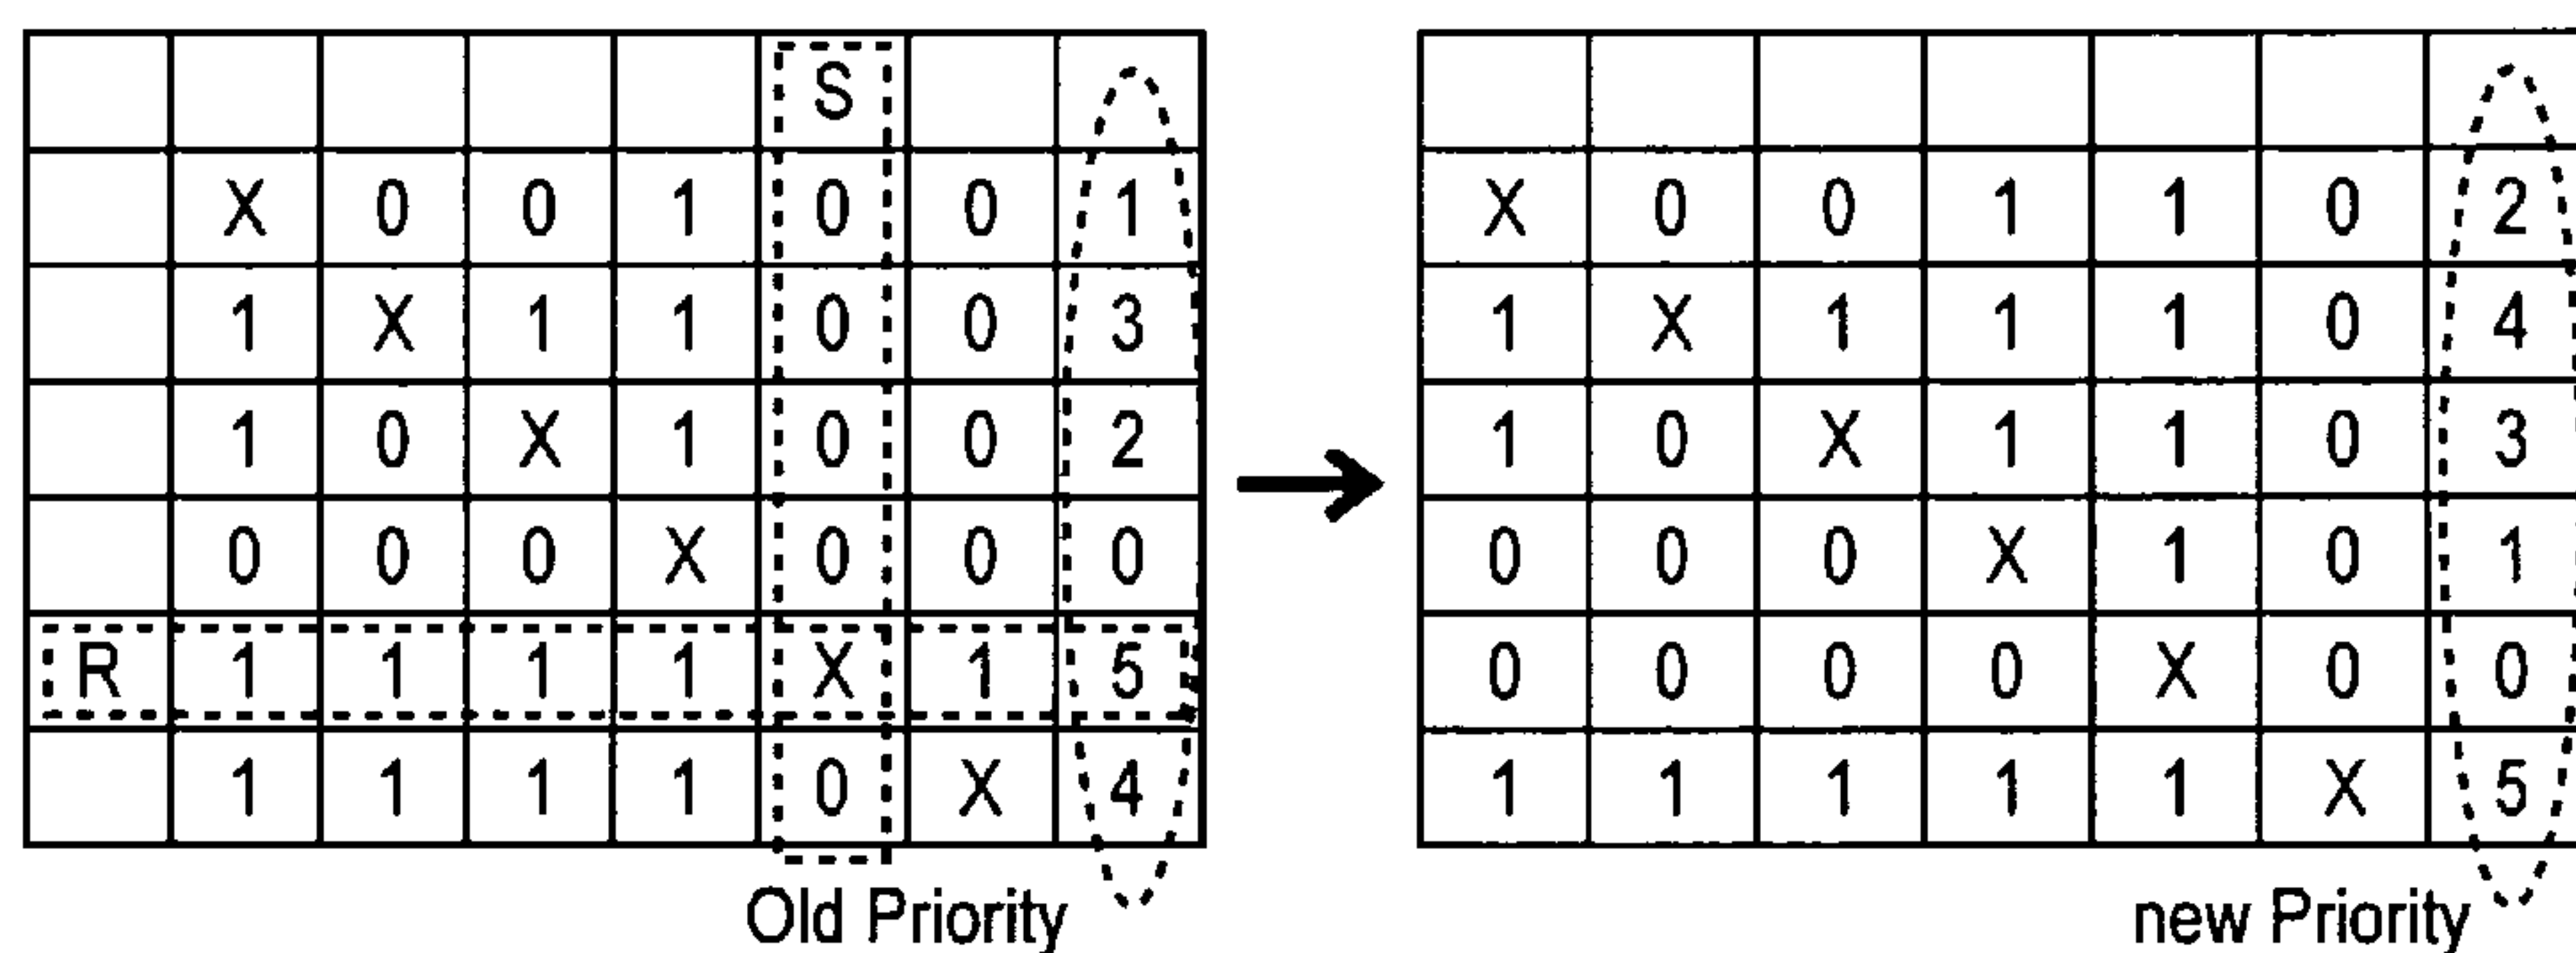 S
X 0 0 1 0 0 1 X 0 0 1 1 0 2
1 X 1 1 0 0 3 1 X 1 1 1 0 4
1 0 X 1 0 0 2 1 0 X 1 1 0 3
0 0 0 X 0 0 0 0 0 0 X 1 0 1
R 1 1 1 1 X 1 5 0 0 0 0 X 0 0
1 1 1 1 0 X 4 1 1 1 1 1 X 5
Old Priority new Priority